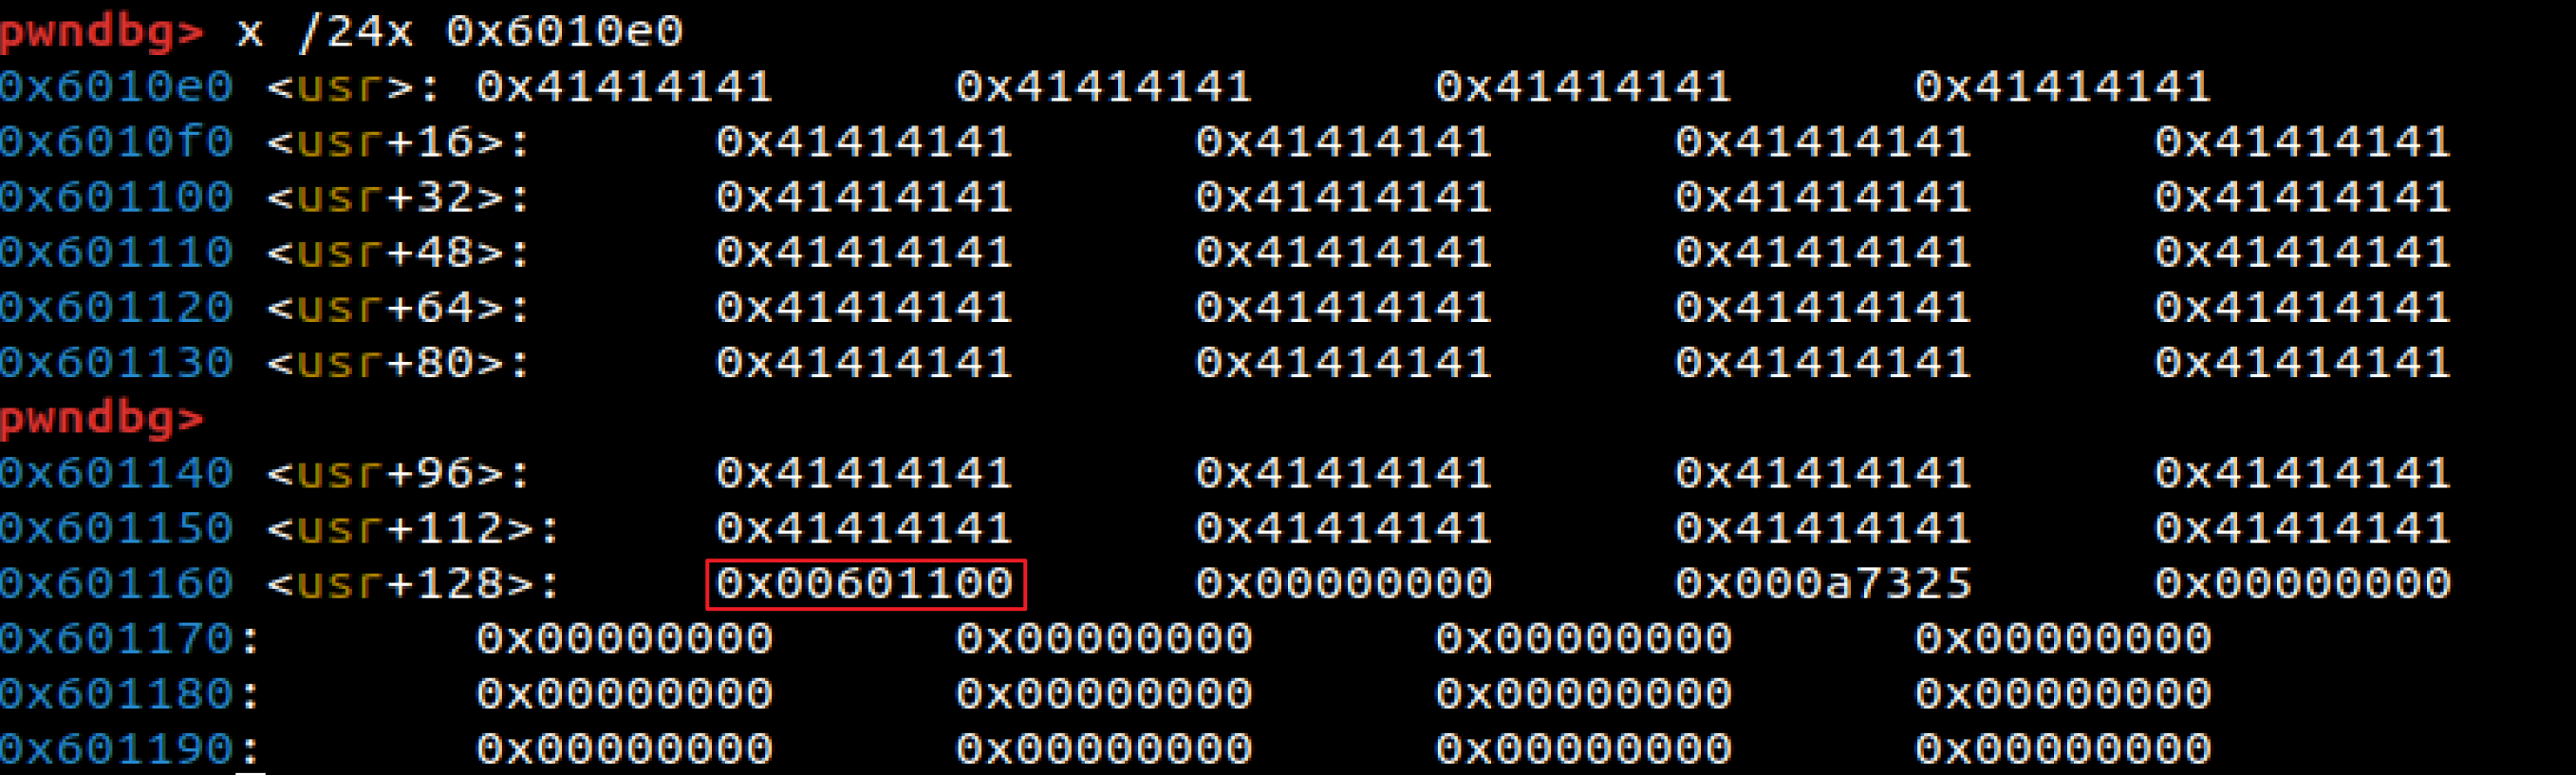 pwndbg> x /24x 0x6010e0
0x6010e0 <usr>: 0x41414141 0x41414141 0x41414141 0x41414141
0x6010f0 <usr+16>: 0x41414141 0x41414141 0x41414141 0x41414141
0x601100 <usr+32>: 0x41414141 0x41414141 0x41414141 0x41414141
0x601110 <usr+48>: 0x41414141 0x41414141 0x41414141 0x41414141
0x601120 <usr+64>: 0x41414141 0x41414141 0x41414141 0x41414141
0x601130 <usr+80>: 0x41414141 0x41414141 0x41414141 0x41414141
pwndbg>
0x601140 <usr+96>: 0x41414141 0x41414141 0x41414141 0x41414141
0x601150 <usr+112>: 0x41414141 0x41414141 0x41414141 0x41414141
0x601160 <usr+128>: 0x00601100 0x00000000 0x000a7325 0x00000000
0x601170: 0x00000000 0x00000000 0x00000000 0x00000000
0x601180: 0x00000000 0x00000000 0x00000000 0x00000000
0x601190: 0x00000000 0x00000000 0x00000000 0x00000000